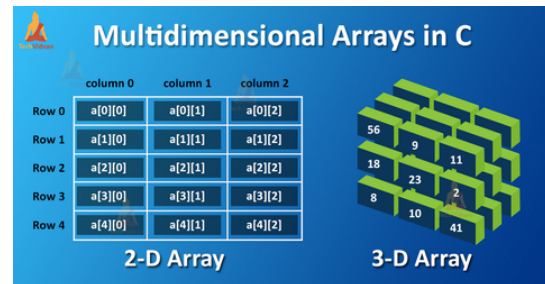 Multidimensional Arrays in C
TechVidvan
column 0 column 1 column 2
Row 0 a[0][0] a[0][1] a[0][2]
Row 1 a[1][0] a[1][1] a[1][2]
Row 2 a[2][0] a[2][1] a[2][2]
Row 3 a[3][0] a[3][1] a[3][2]
Row 4 a[4][0] a[4][1] a[4][2]
2-D Array
56 9 11
18 23 2
8 10 41
3-D Array